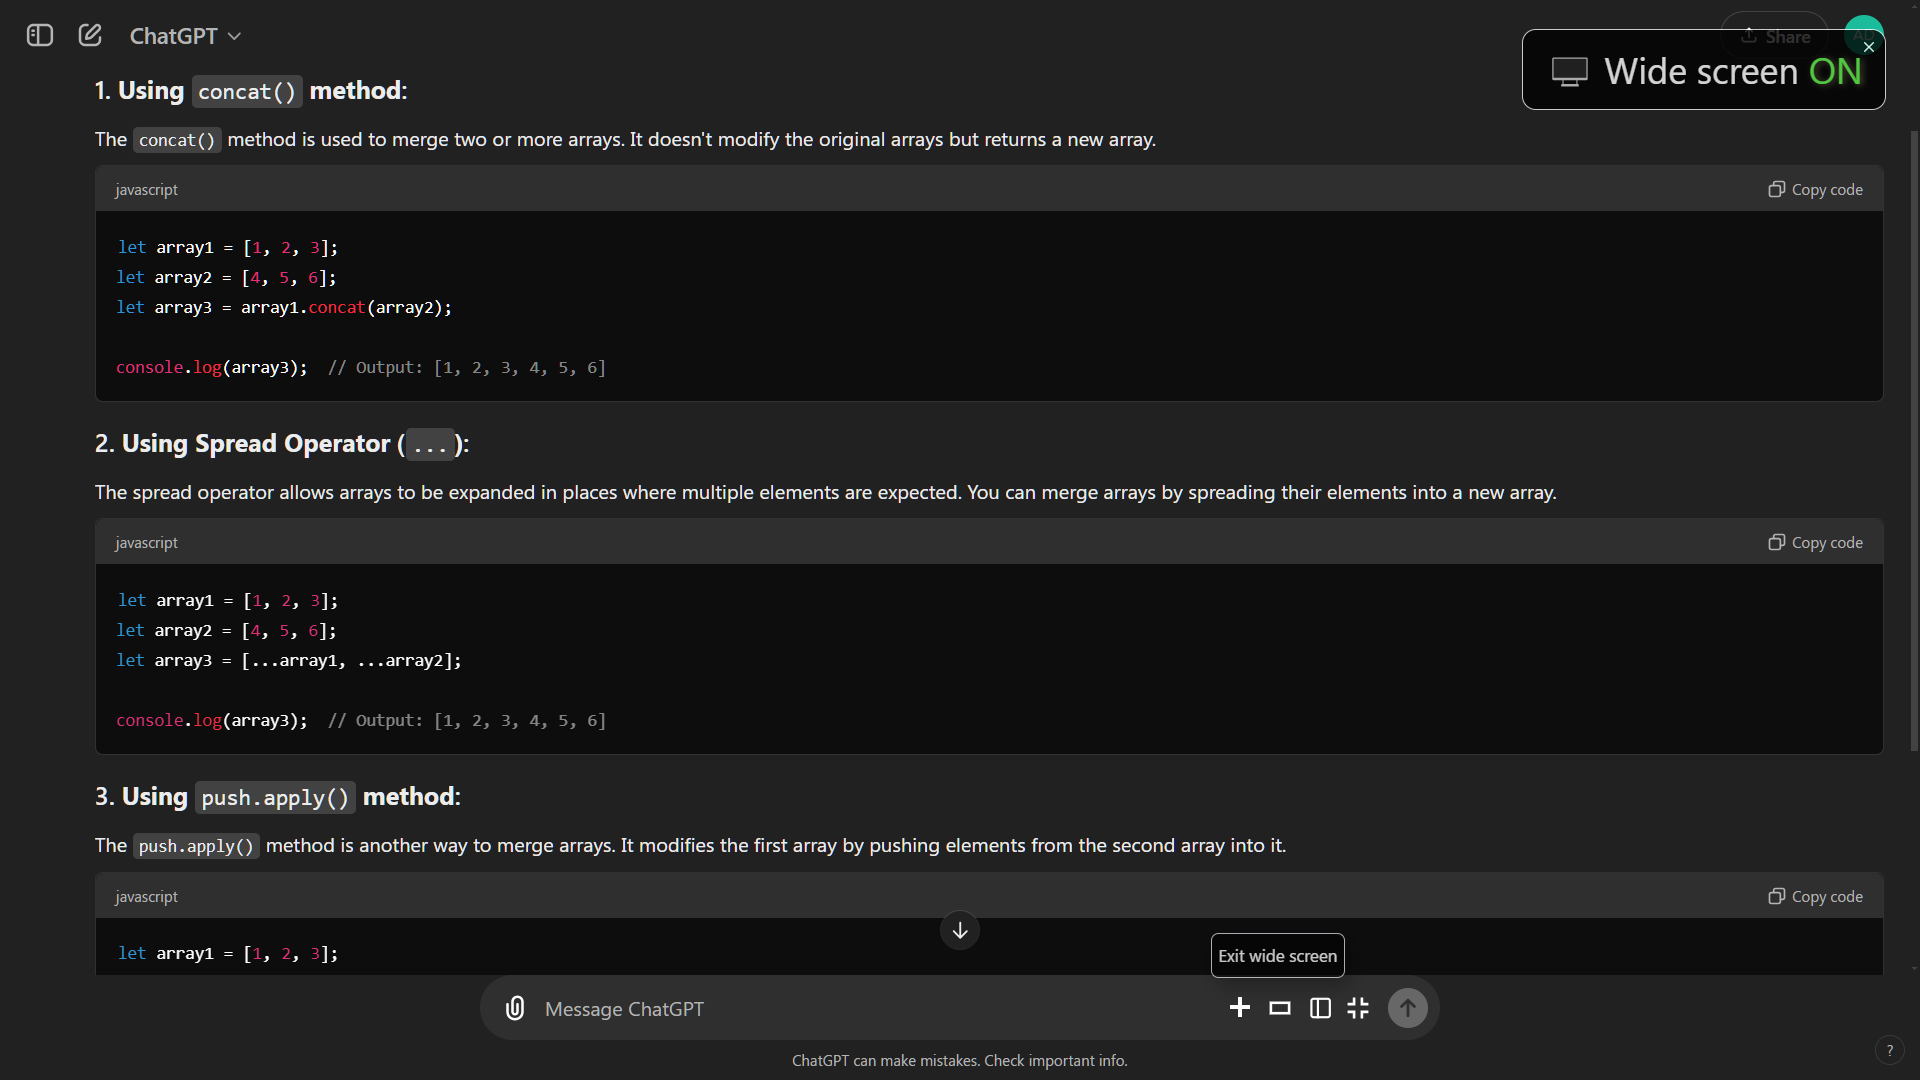 ChatGPT
Share
AD
Wide screen ON
1. Using concat() method:
The concat() method is used to merge two or more arrays. It doesn't modify the original arrays but returns a new array.
javascript
Copy code
let array1 = [1, 2, 3];
let array2 = [4, 5, 6];
let array3 = array1.concat(array2);
console.log(array3);  // Output: [1, 2, 3, 4, 5, 6]
2. Using Spread Operator (...):
The spread operator allows arrays to be expanded in places where multiple elements are expected. You can merge arrays by spreading their elements into a new array.
javascript
Copy code
let array1 = [1, 2, 3];
let array2 = [4, 5, 6];
let array3 = [...array1, ...array2];
console.log(array3);  // Output: [1, 2, 3, 4, 5, 6]
3. Using push.apply() method:
The push.apply() method is another way to merge arrays. It modifies the first array by pushing elements from the second array into it.
javascript
Copy code
let array1 = [1, 2, 3];
Exit wide screen
Message ChatGPT
ChatGPT can make mistakes. Check important info.
?